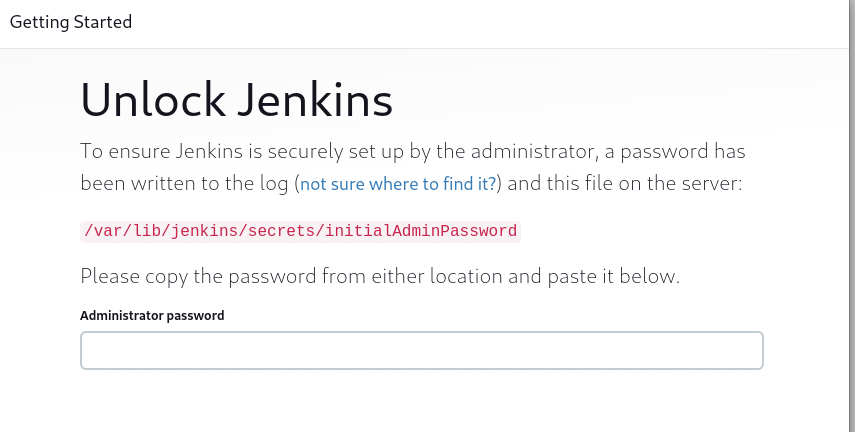 Getting Started
Unlock Jenkins
To ensure Jenkins is securely set up by the administrator, a password has
been written to the log (not sure where to find it?) and this file on the server:
/var/lib/jenkins/secrets/initialAdminPassword
Please copy the password from either location and paste it below.
Administrator password